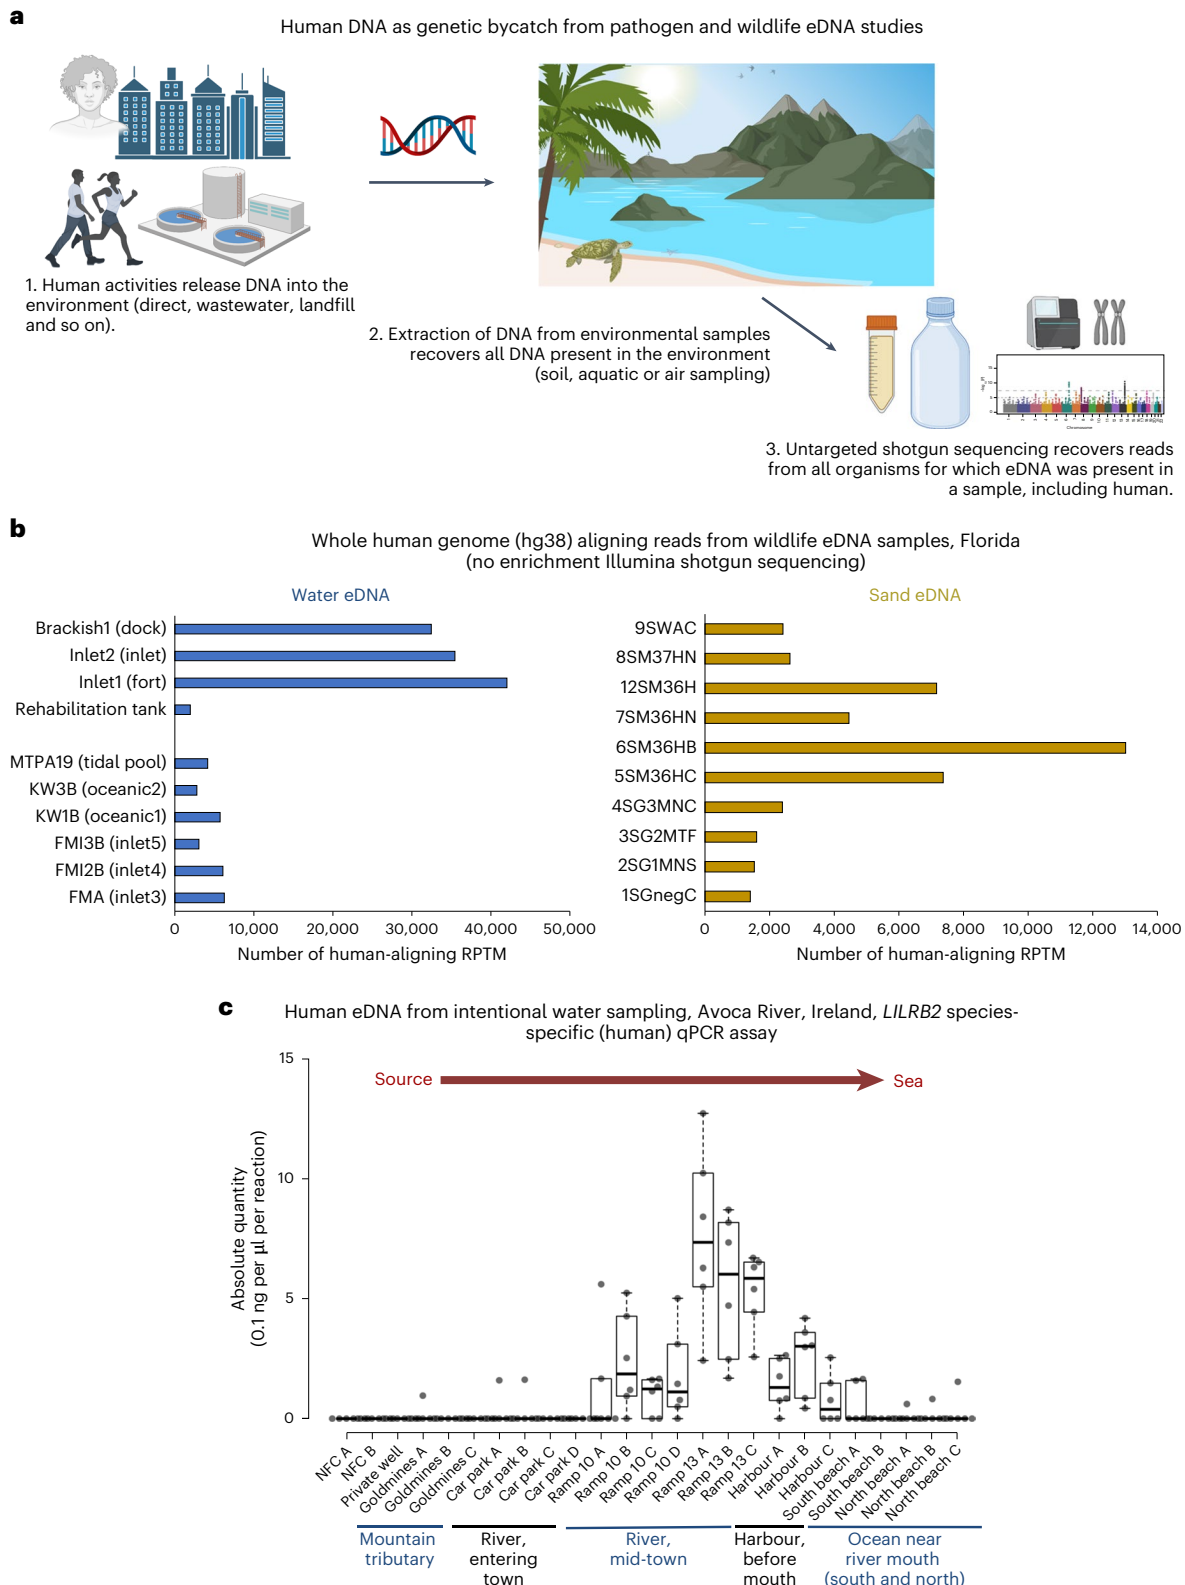 a
Human DNA as genetic bycatch from pathogen and wildlife eDNA studies
1. Human activities release DNA into the
environment (direct, wastewater, landfill
and so on).
2. Extraction of DNA from environmental samples
recovers all DNA present in the environment
(soil, aquatic or air sampling)
Chromosome
3. Untargeted shotgun sequencing recovers reads
from all organisms for which eDNA was present in
a sample, including human.
b
Whole human genome (hg38) aligning reads from wildlife eDNA samples, Florida
(no enrichment Illumina shotgun sequencing)
Water eDNA
Brackish1 (dock)
Inlet2 (inlet)
Inlet1 (fort)
Rehabilitation tank
MTPA19 (tidal pool)
KW3B (oceanic2)
KW1B (oceanic1)
FMI3B (inlet5)
FMI2B (inlet4)
FMA (inlet3)
0 10,000 20,000 30,000 40,000 50,000
Number of human-aligning RPTM
Sand eDNA
9SWAC
8SM37HN
12SM36H
7SM36HN
6SM36HB
5SM36HC
4SG3MNC
3SG2MTF
2SG1MNS
1SGnegC
0 2,000 4,000 6,000 8,000 10,000 12,000 14,000
Number of human-aligning RPTM
c
Human eDNA from intentional water sampling, Avoca River, Ireland, LILRB2 species-
specific (human) qPCR assay
Source
Sea
Absolute quantity
(0.1 ng per μl per reaction)
15
10
5
0
NFC A
NFC B
Private well
Goldmines A
Goldmines B
Goldmines C
Car park A
Car park B
Car park C
Car park D
Ramp 10 A
Ramp 10 B
Ramp 10 C
Ramp 10 D
Ramp 13 A
Ramp 13 B
Ramp 13 C
Harbour A
Harbour B
Harbour C
South beach A
South beach B
North beach A
North beach B
North beach C
Mountain
tributary
River,
entering
town
River,
mid-town
Harbour,
before
mouth
Ocean near
river mouth
(south and north)